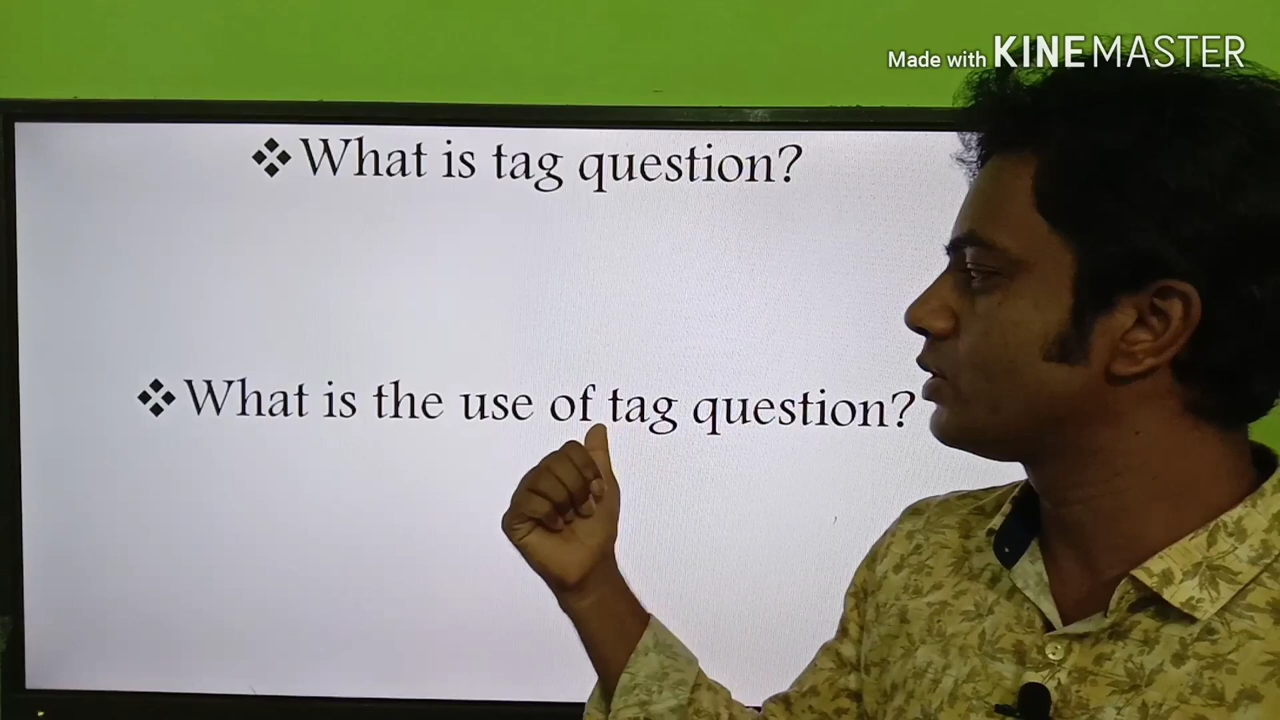 Made with KINEMASTER
❖What is tag question?
❖What is the use of tag question?